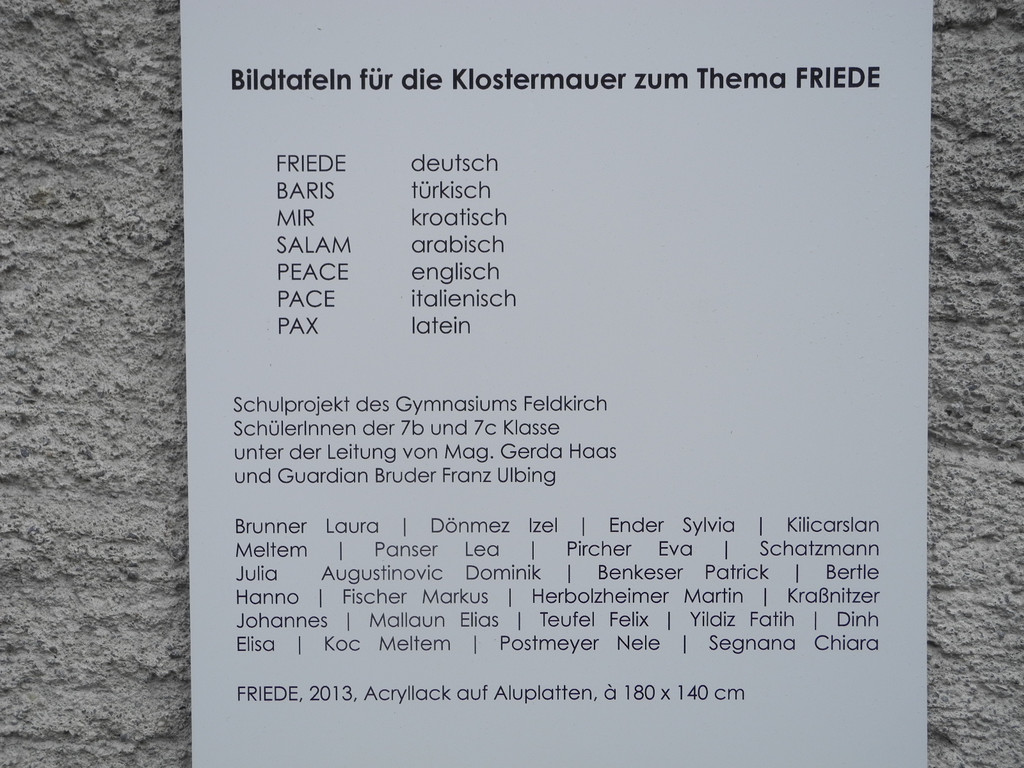 Bildtafeln für die Klostermauer zum Thema FRIEDE
FRIEDE deutsch
BARIS türkisch
MIR kroatisch
SALAM arabisch
PEACE englisch
PACE italienisch
PAX latein
Schulprojekt des Gymnasiums Feldkirch
SchülerInnen der 7b und 7c Klasse
unter der Leitung von Mag. Gerda Haas
und Guardian Bruder Franz Ulbing
Brunner Laura | Dönmez Izel | Ender Sylvia | Kilicarslan
Meltem | Panser Lea | Pircher Eva | Schatzmann
Julia Augustinovic Dominik | Benkeser Patrick | Bertle
Hanno | Fischer Markus | Herbolzheimer Martin | Kraßnitzer
Johannes | Mallaun Elias | Teufel Felix | Yildiz Fatih | Dinh
Elisa | Koc Meltem | Postmeyer Nele | Segnana Chiara
FRIEDE, 2013, Acryllack auf Aluplatten, à 180 x 140 cm